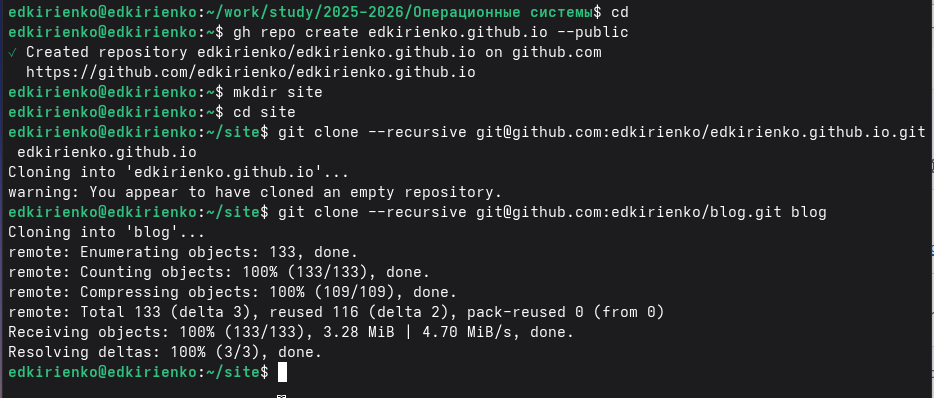 edkirienko@edkirienko:~/work/study/2025-2026/Операционные системы$ cd
edkirienko@edkirienko:~$ gh repo create edkirienko.github.io --public
✓ Created repository edkirienko/edkirienko.github.io on github.com
  https://github.com/edkirienko/edkirienko.github.io
edkirienko@edkirienko:~$ mkdir site
edkirienko@edkirienko:~$ cd site
edkirienko@edkirienko:~/site$ git clone --recursive git@github.com:edkirienko/edkirienko.github.io.git
 edkirienko.github.io
Cloning into 'edkirienko.github.io'...
warning: You appear to have cloned an empty repository.
edkirienko@edkirienko:~/site$ git clone --recursive git@github.com:edkirienko/blog.git blog
Cloning into 'blog'...
remote: Enumerating objects: 133, done.
remote: Counting objects: 100% (133/133), done.
remote: Compressing objects: 100% (109/109), done.
remote: Total 133 (delta 3), reused 116 (delta 2), pack-reused 0 (from 0)
Receiving objects: 100% (133/133), 3.28 MiB | 4.70 MiB/s, done.
Resolving deltas: 100% (3/3), done.
edkirienko@edkirienko:~/site$